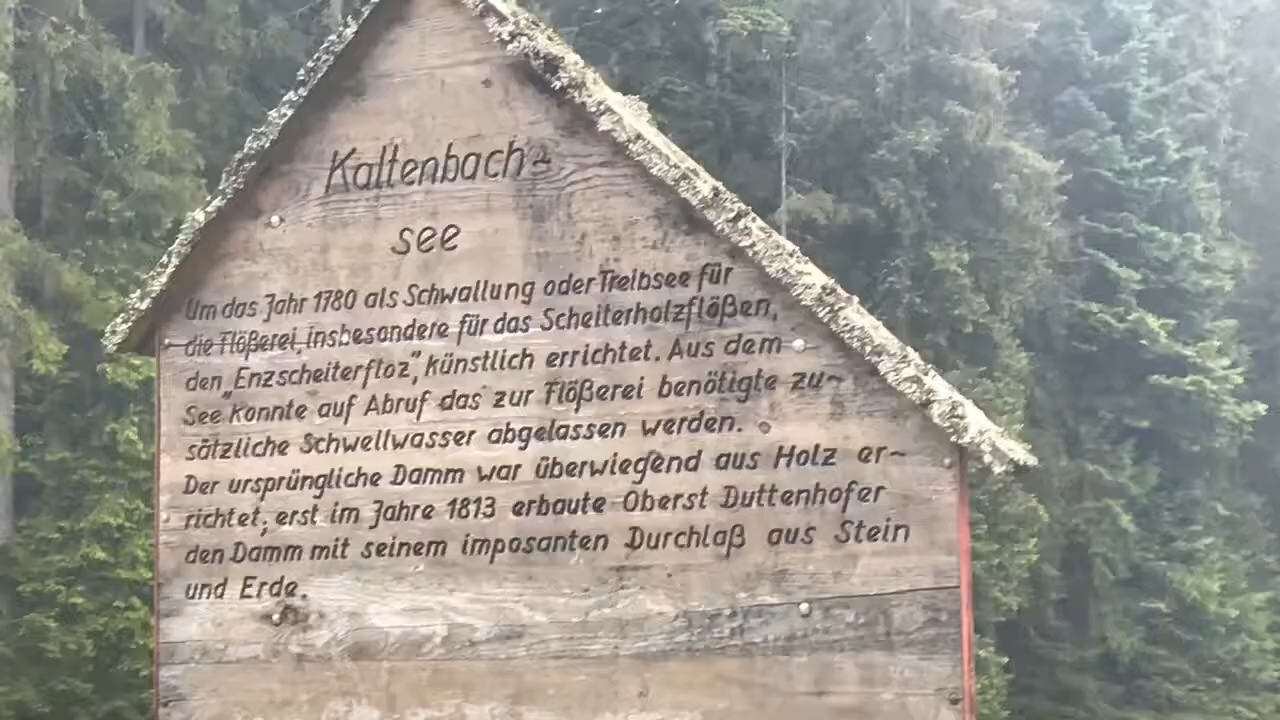 Kaltenbach-
see
Um das Jahr 1780 als Schwallung oder Treibsee für
die Flößerei, insbesondere für das Scheiterholzflößen,
den „Enzscheiterfloz", künstlich errichtet. Aus dem
See konnte auf Abruf das zur Flößerei benötigte zu-
sätzliche Schwellwasser abgelassen werden.
Der ursprüngliche Damm war überwiegend aus Holz er-
richtet, erst im Jahre 1813 erbaute Oberst Duttenhofer
den Damm mit seinem imposanten Durchlaß aus Stein
und Erde.